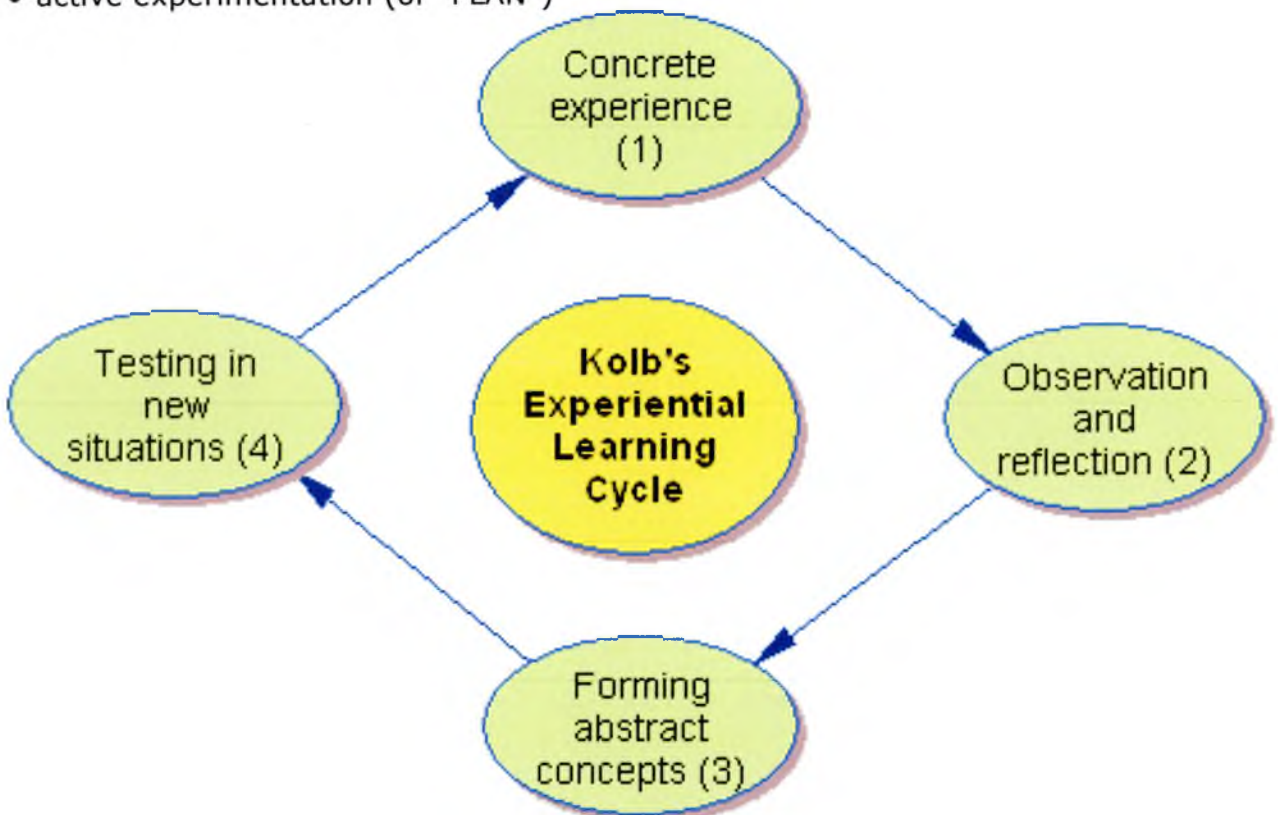 Concrete
experience
(1)
Testing in
new
situations (4)
Kolb's
Experiential
Learning
Cycle
Observation
and
reflection (2)
Forming
abstract
concepts (3)